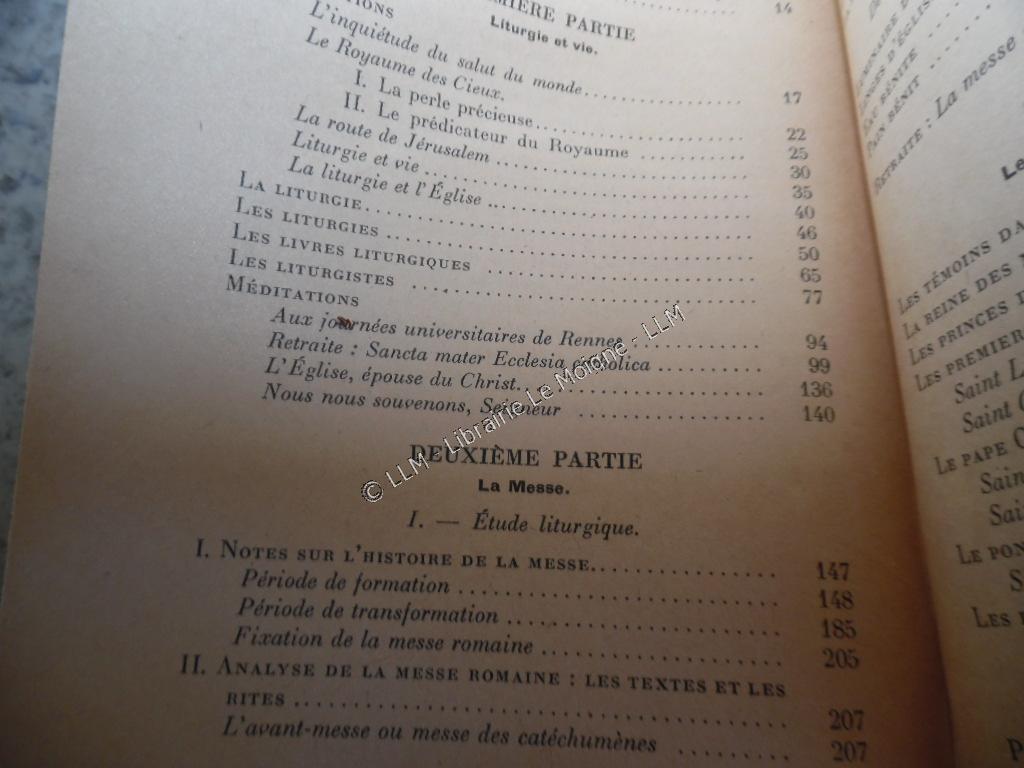 14
PARTIE
Liturgie et vie.
L'inquiétude du salut du monde.................... 17
Le Royaume des Cieux.
I. La perle précieuse......................... 22
II. Le prédicateur du Royaume ............ 25
La route de Jérusalem .............................. 30
Liturgie et vie..................................... 35
La liturgie et l'Église ............................. 40
LA LITURGIE........................................ 46
LES LITURGIES ..................................... 50
LES LIVRES LITURGIQUES ............................ 65
LES LITURGISTES ................................... 77
MÉDITATIONS
Aux journées universitaires de Rennes ............. 94
Retraite : Sancta mater Ecclesia catholica .......... 99
L'Église, épouse du Christ......................... 136
Nous nous souvenons, Seigneur .................... 140
DEUXIÈME PARTIE
La Messe.
I. — Étude liturgique.
I. NOTES SUR L'HISTOIRE DE LA MESSE................ 147
Période de formation ............................. 148
Période de transformation ........................ 185
Fixation de la messe romaine ..................... 205
II. ANALYSE DE LA MESSE ROMAINE : LES TEXTES ET LES
RITES ............................................ 207
L'avant-messe ou messe des catéchumènes ......... 207
© LLM - Librairie Le Moigne - LLM
BÉNITE
PAIN BÉNIT
RETRAITE : La messe
LES TÉMOINS
LA REINE DES
LES PRINCES
LES PREMIER
Saint
Saint
LE PAPE
LE PON
LES